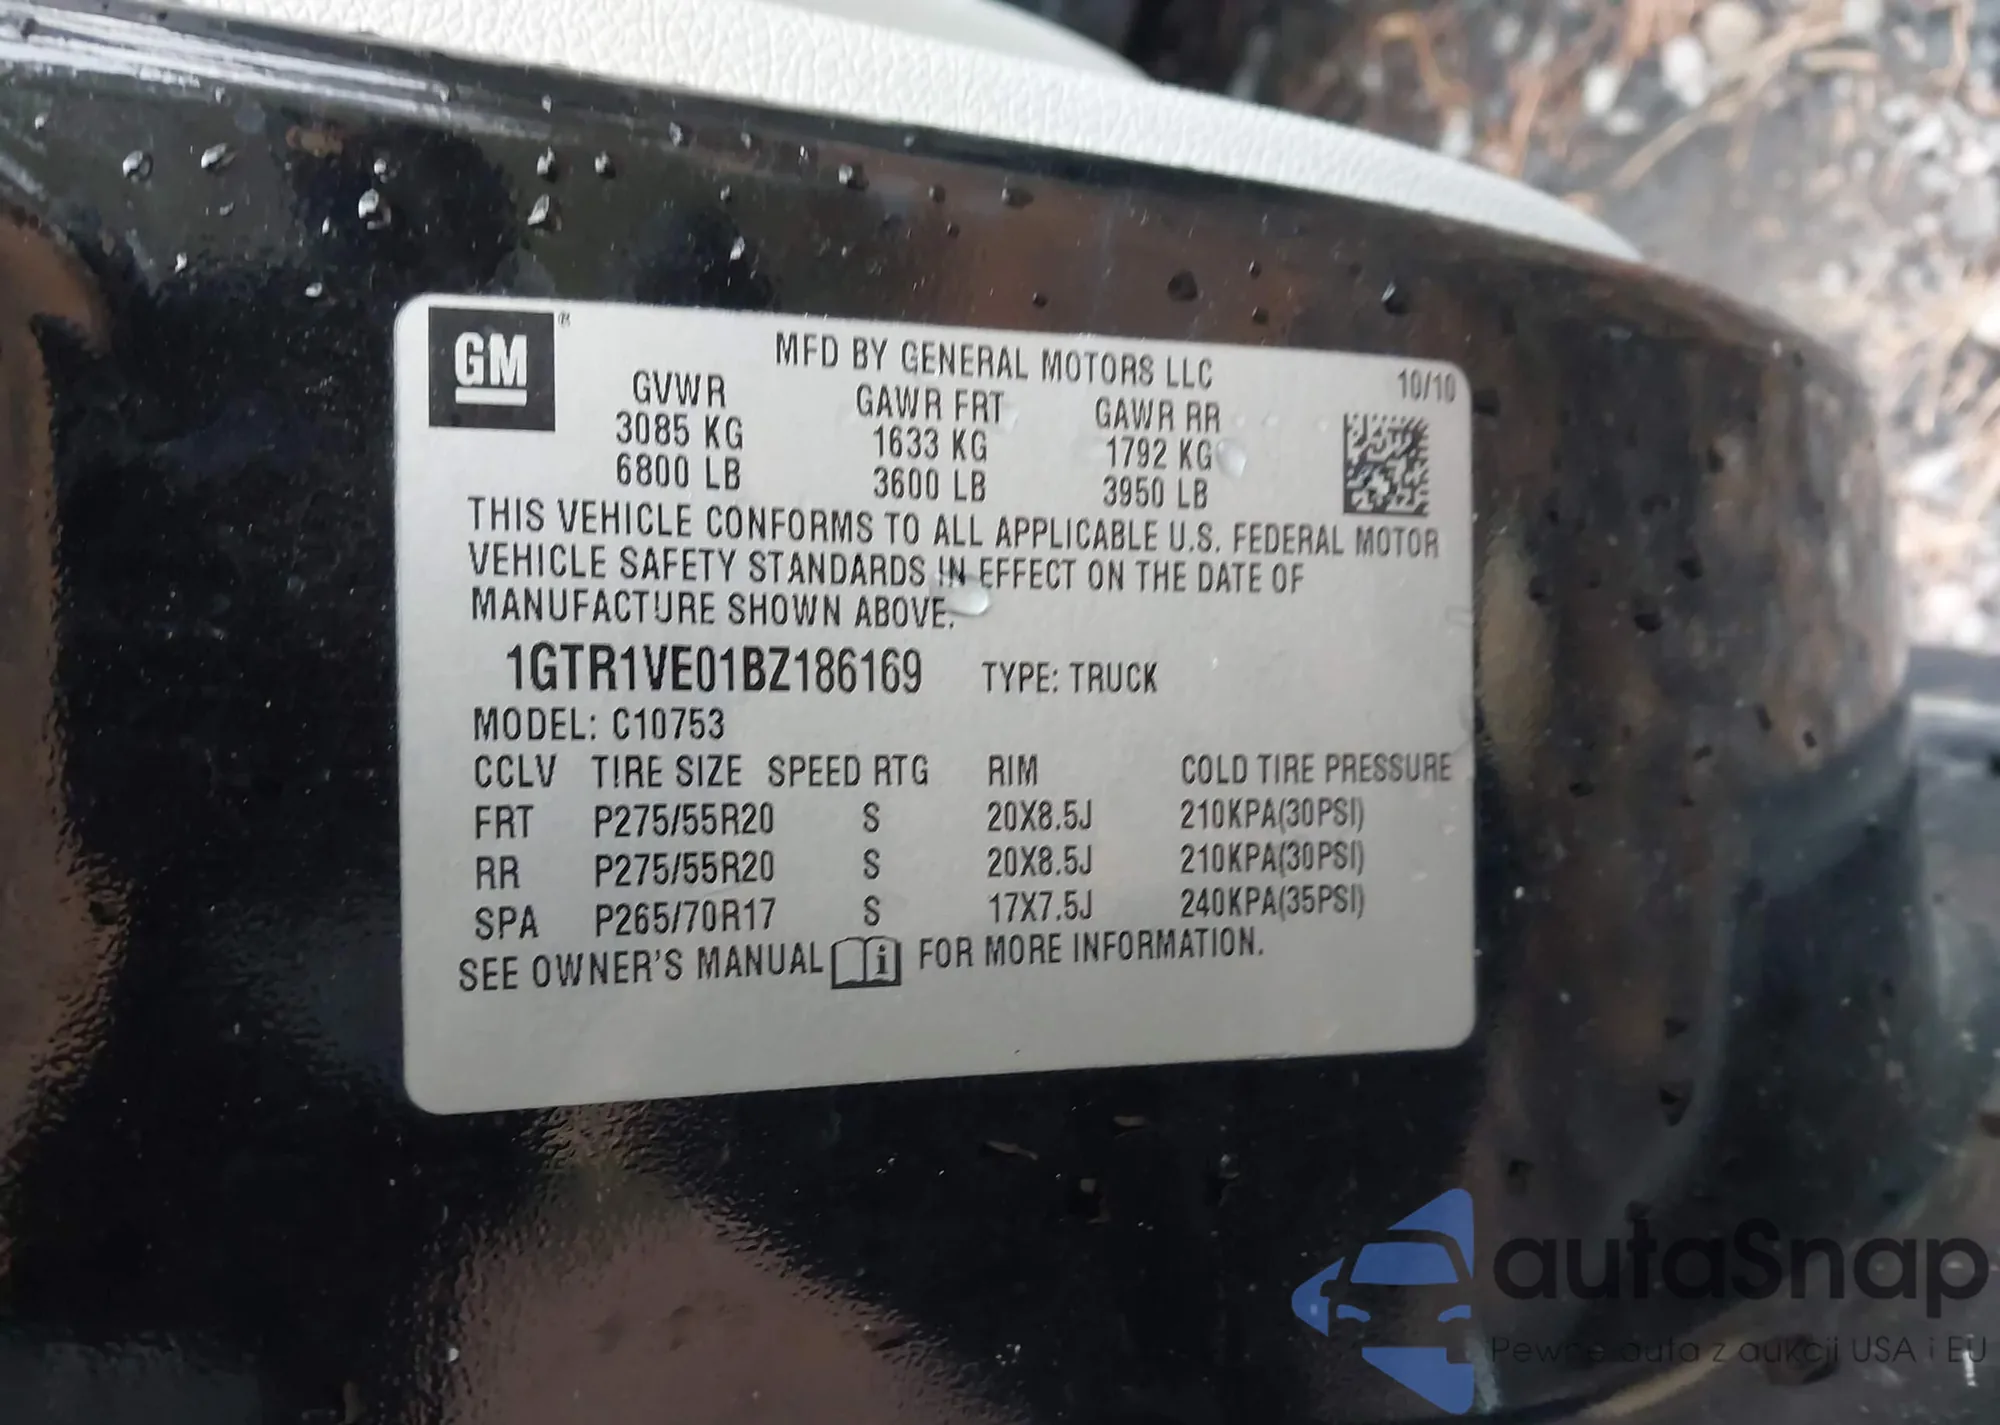 GM®
MFD BY GENERAL MOTORS LLC
10/10
GVWR GAWR FRT GAWR RR
3085 KG 1633 KG 1792 KG
6800 LB 3600 LB 3950 LB
THIS VEHICLE CONFORMS TO ALL APPLICABLE U.S. FEDERAL MOTOR
VEHICLE SAFETY STANDARDS IN EFFECT ON THE DATE OF
MANUFACTURE SHOWN ABOVE.
1GTR1VE01BZ186169 TYPE: TRUCK
MODEL: C10753
CCLV TIRE SIZE SPEED RTG RIM COLD TIRE PRESSURE
FRT P275/55R20 S 20X8.5J 210KPA(30PSI)
RR P275/55R20 S 20X8.5J 210KPA(30PSI)
SPA P265/70R17 S 17X7.5J 240KPA(35PSI)
SEE OWNER'S MANUAL i FOR MORE INFORMATION.
autaSnap
Pewne auta z aukcji USA i EU